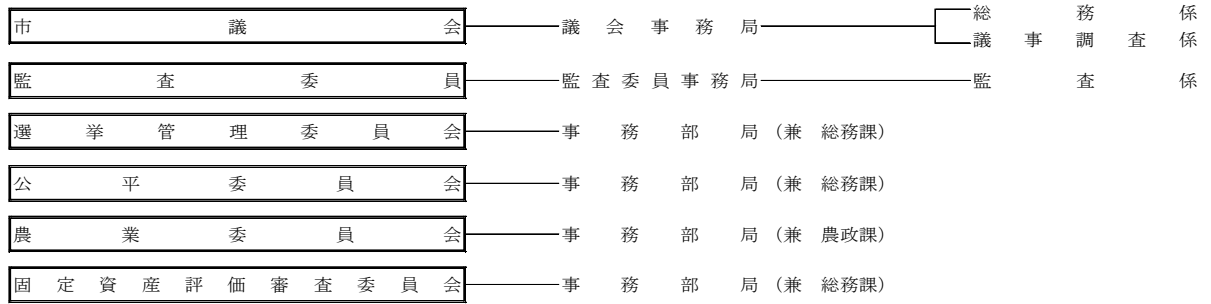 総務係
市議会 議会事務局
議事調査係
監査委員 監査委員事務局 監査係
選挙管理委員会 事務部局（兼 総務課）
公平委員会 事務部局（兼 総務課）
農業委員会 事務部局（兼 農政課）
固定資産評価審査委員会 事務部局（兼 総務課）